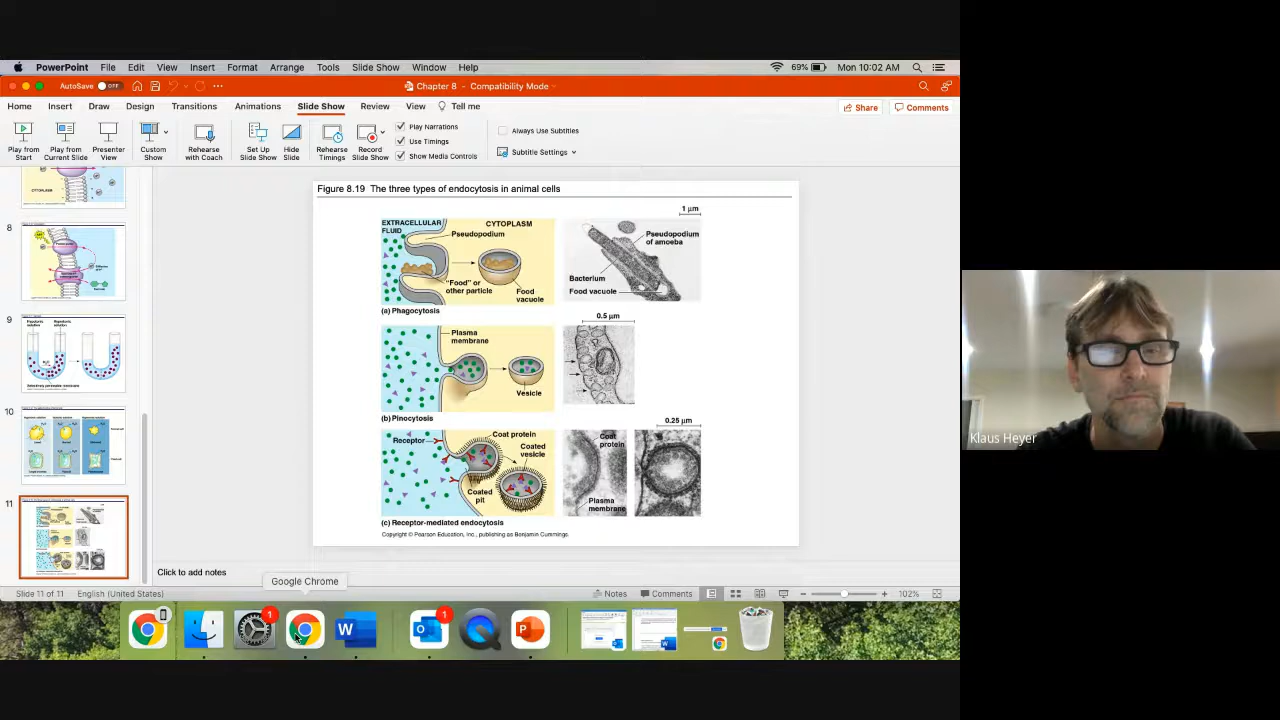 PowerPoint File Edit View Insert Format Arrange Tools Slide Show Window Help 69% Mon 10:02 AM
AutoSave OFF Chapter 8 - Compatibility Mode
Home Insert Draw Design Transitions Animations Slide Show Review View Tell me Share Comments
Play from Start
Play from Current Slide
Presenter View
Custom Show
Rehearse with Coach
Set Up Slide Show
Hide Slide
Rehearse Timings
Record Slide Show
Play Narrations
Use Timings
Show Media Controls
Always Use Subtitles
Subtitle Settings
CYTOPLASM
8
9
10
11
Figure 8.19 The three types of endocytosis in animal cells
1 µm
EXTRACELLULAR
FLUID
CYTOPLASM
Pseudopodium
"Food" or
other particle
Food
vacuole
Pseudopodium
of amoeba
Bacterium
Food vacuole
(a) Phagocytosis
0.5 µm
Plasma
membrane
Vesicle
(b) Pinocytosis
0.25 µm
Receptor
Coat protein
Coated
vesicle
Coated
pit
Coat
protein
Plasma
membrane
(c) Receptor-mediated endocytosis
Copyright © Pearson Education, Inc., publishing as Benjamin Cummings.
Click to add notes
Google Chrome
Slide 11 of 11 English (United States) Notes Comments 102%
1
W
1
Klaus Heyer